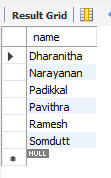 Result Grid
name
Dharanitha
Narayanan
Padikkal
Pavithra
Ramesh
Somdutt
NULL